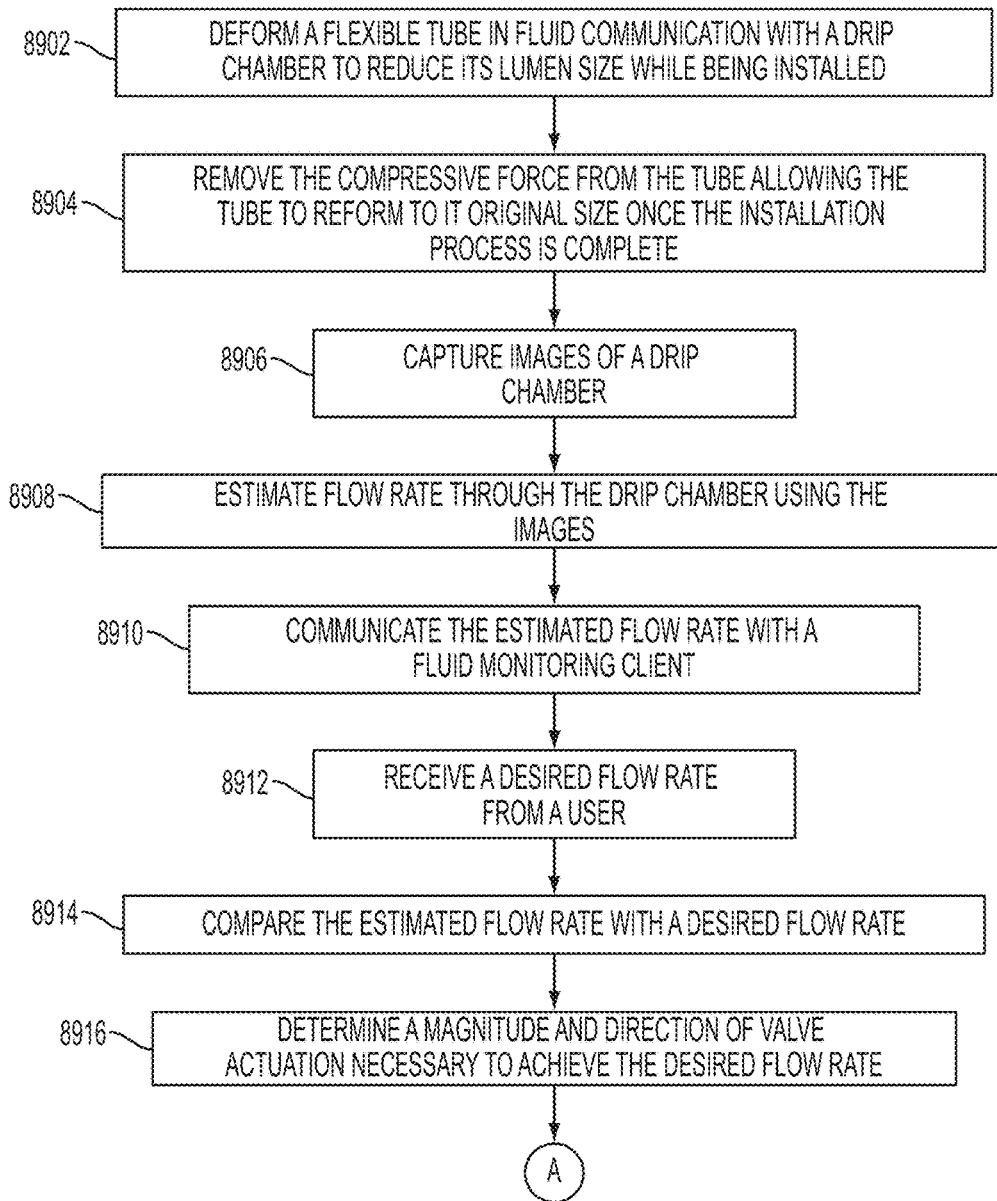 8902
DEFORM A FLEXIBLE TUBE IN FLUID COMMUNICATION WITH A DRIP
CHAMBER TO REDUCE ITS LUMEN SIZE WHILE BEING INSTALLED
8904
REMOVE THE COMPRESSIVE FORCE FROM THE TUBE ALLOWING THE
TUBE TO REFORM TO IT ORIGINAL SIZE ONCE THE INSTALLATION
PROCESS IS COMPLETE
8906
CAPTURE IMAGES OF A DRIP
CHAMBER
8908
ESTIMATE FLOW RATE THROUGH THE DRIP CHAMBER USING THE
IMAGES
8910
COMMUNICATE THE ESTIMATED FLOW RATE WITH A
FLUID MONITORING CLIENT
8912
RECEIVE A DESIRED FLOW RATE
FROM A USER
8914
COMPARE THE ESTIMATED FLOW RATE WITH A DESIRED FLOW RATE
8916
DETERMINE A MAGNITUDE AND DIRECTION OF VALVE
ACTUATION NECESSARY TO ACHIEVE THE DESIRED FLOW RATE
A